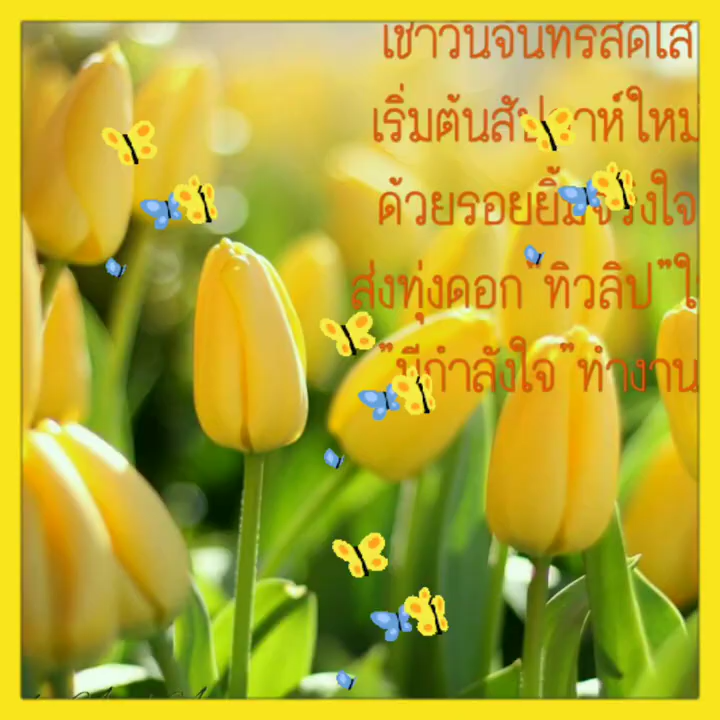 เช้าวันจันทร์สดใส
เริ่มต้นสัปดาห์ใหม่
ด้วยรอยยิ้มจริงใจ
ส่งทุ่งดอก"ทิวลิป"ใ
"มีกำลังใจ"ทำงาน